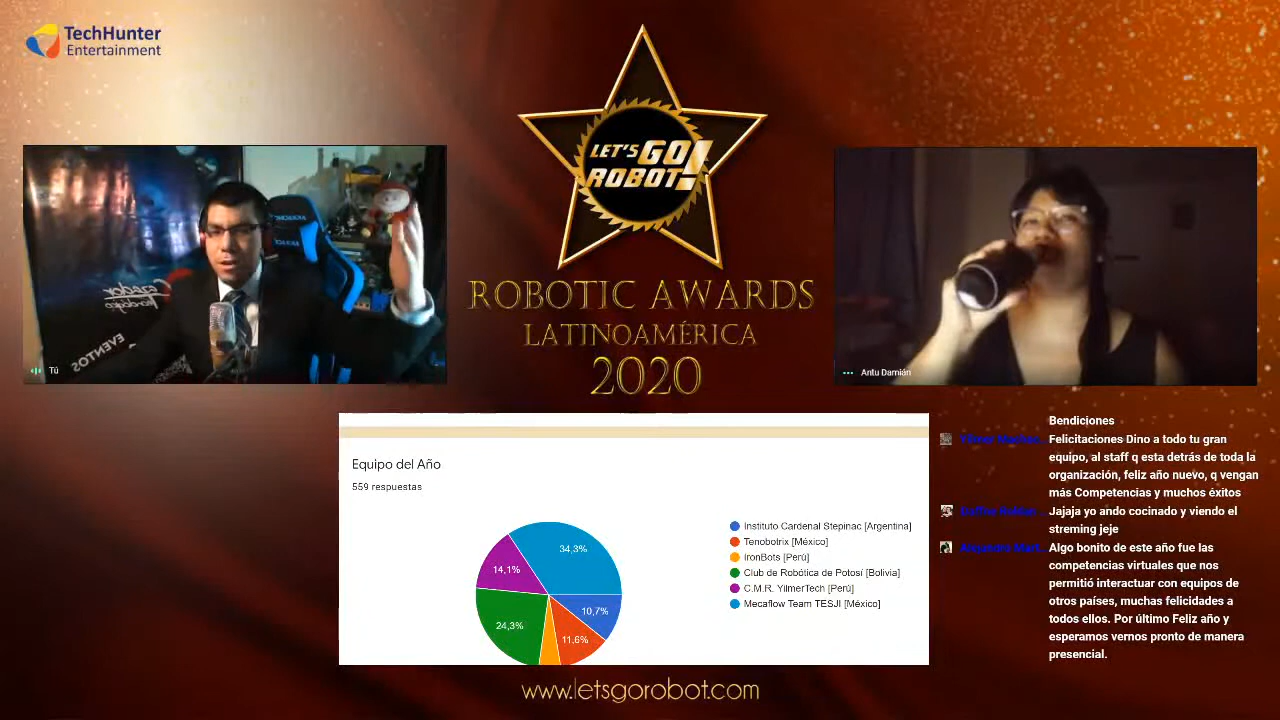 TechHunter
Entertainment
LET'S GO
ROBOT!
ROBOTIC AWARDS
LATINOAMÉRICA
2020
EVENTOS
Tú
Antu Damián
Equipo del Año
559 respuestas
34,3%
14,1%
10,7%
24,3%
11,6%
Instituto Cardenal Stepinac [Argentina]
Tenobotrix [México]
IronBots [Perú]
Club de Robótica de Potosí [Bolivia]
C.M.R. YilmerTech [Perú]
Mecaflow Team TESJI [México]
Bendiciones
Felicitaciones Dino a todo tu gran
equipo, al staff q esta detrás de toda la
organización, feliz año nuevo, q vengan
más Competencias y muchos éxitos
Jajaja yo ando cocinado y viendo el
streming jeje
Algo bonito de este año fue las
competencias virtuales que nos
permitió interactuar con equipos de
otros países, muchas felicidades a
todos ellos. Por último Feliz año y
esperamos vernos pronto de manera
presencial.
www.letsgorobot.com